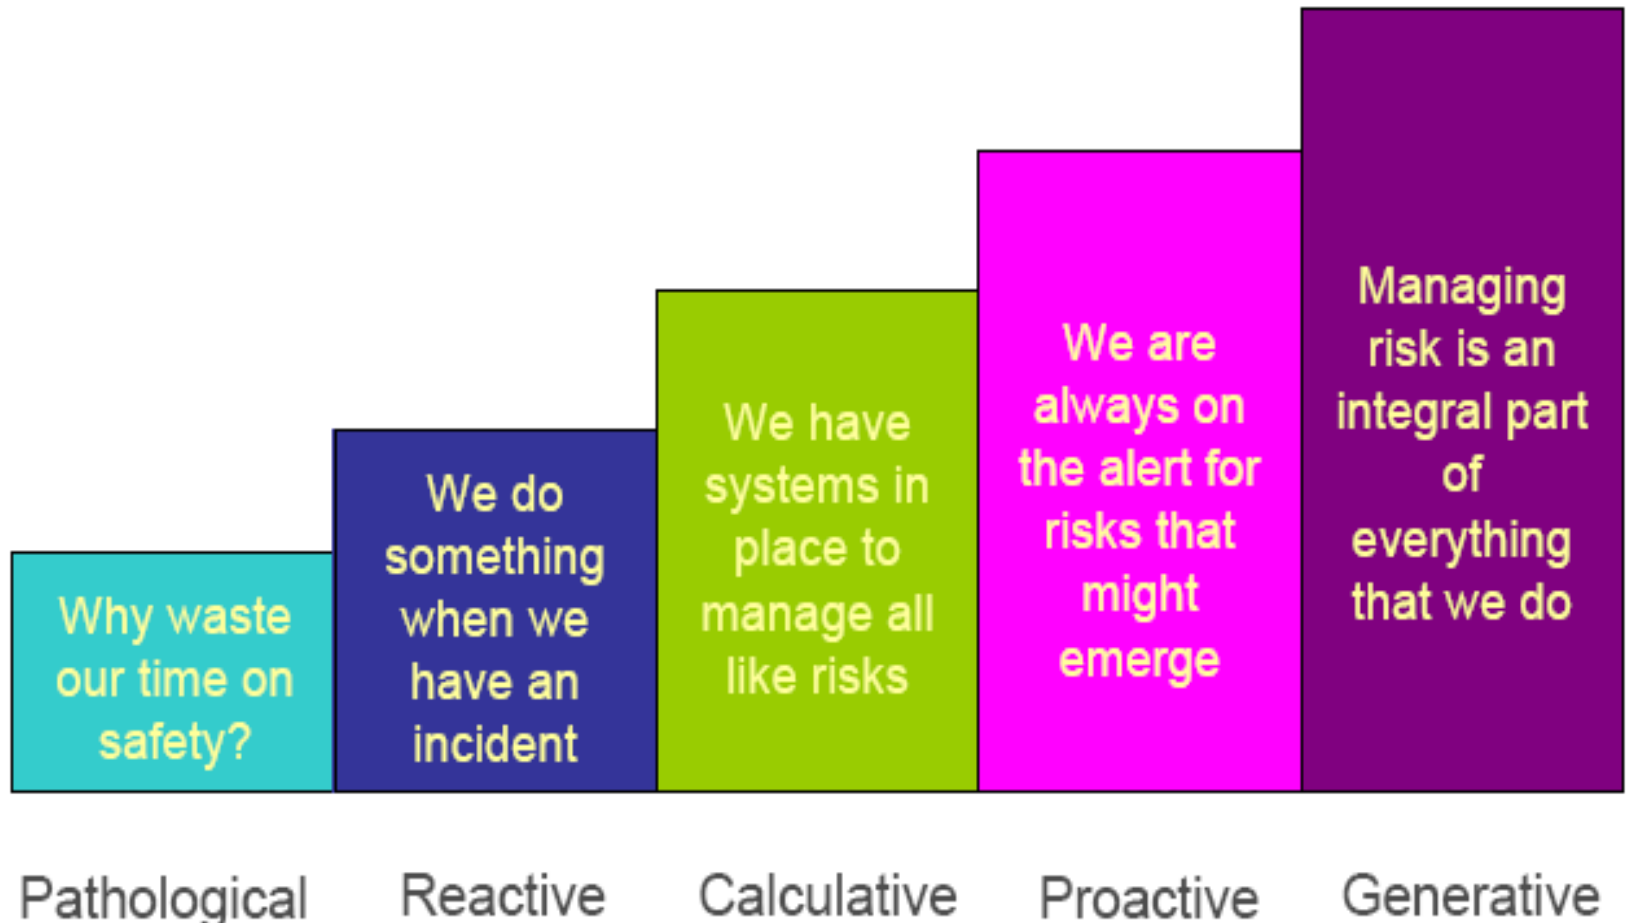 Why waste
our time on
safety?
We do
something
when we
have an
incident
We have
systems in
place to
manage all
like risks
We are
always on
the alert for
risks that
might
emerge
Managing
risk is an
integral part
of
everything
that we do
Pathological
Reactive
Calculative
Proactive
Generative